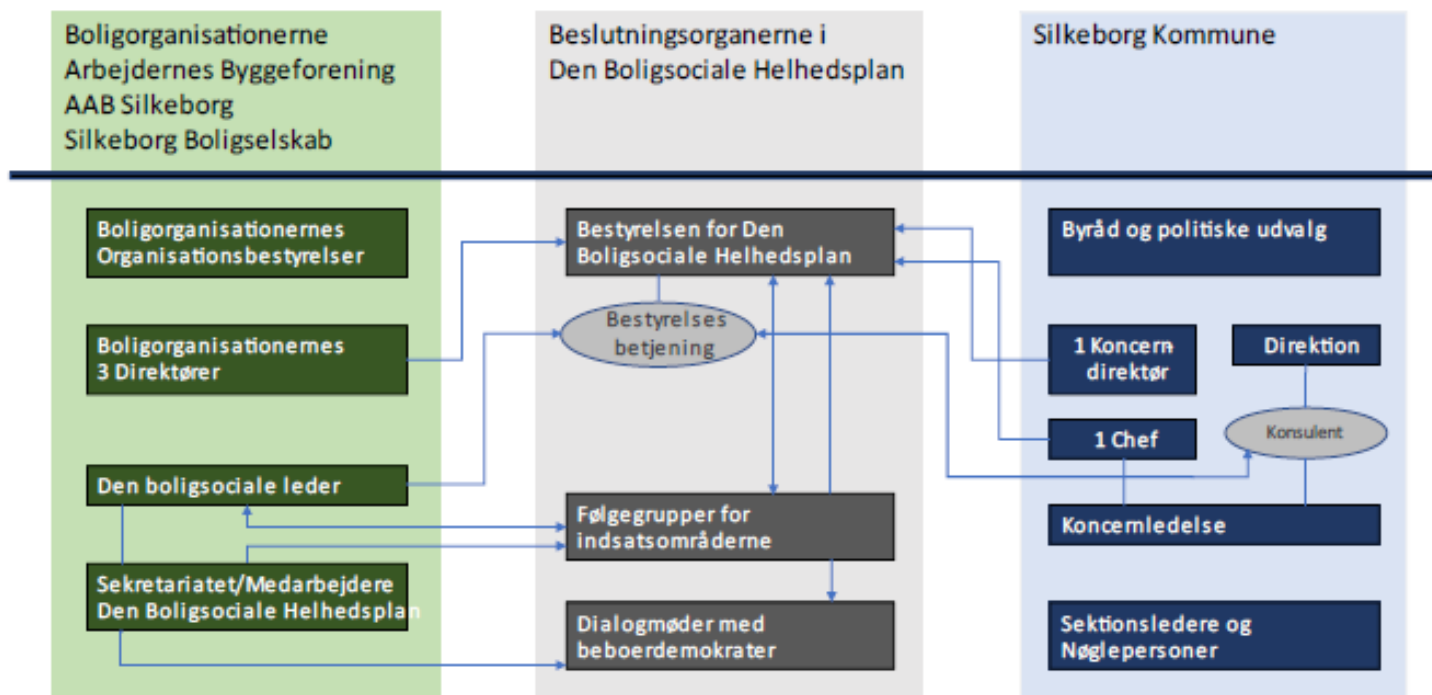 Boligorganisationerne
Arbejdernes Byggeforening
AAB Silkeborg
Silkeborg Boligselskab
Beslutningsorganerne i
Den Boligsociale Helhedsplan
Silkeborg Kommune
Boligorganisationernes
Organisationsbestyrelser
Bestyrelsen for Den
Boligsociale Helhedsplan
Byråd og politiske udvalg
Boligorganisationernes
3 Direktører
Bestyrelses
betjening
1 Koncern-
direktør
Direktion
1 Chef
Konsulent
Den boligsociale leder
Følgegrupper for
indsatsområderne
Koncernledelse
Sekretariatet/Medarbejdere
Den Boligsociale Helhedsplan
Dialogmøder med
beboerdemokrater
Sektionsledere og
Nøglepersoner